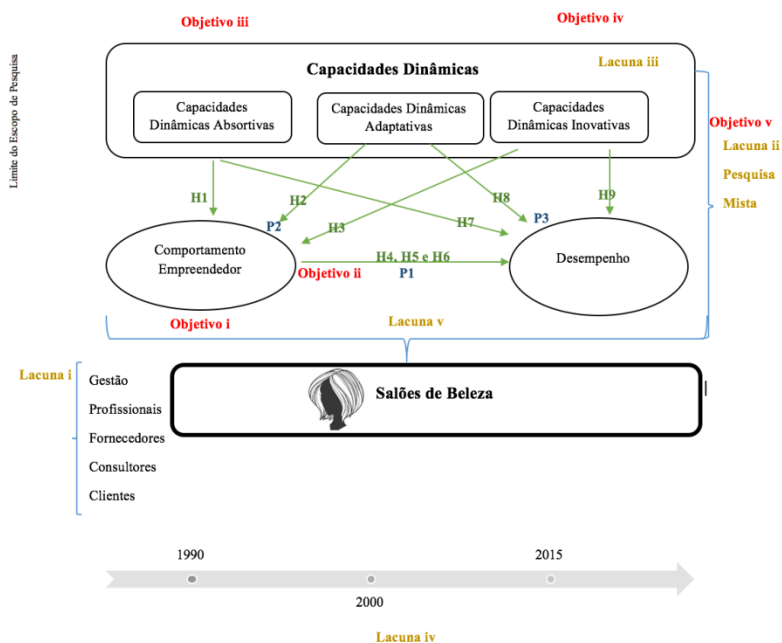 Objetivo iii
Objetivo iv
Limite do Escopo de Pesquisa
Capacidades Dinâmicas
Lacuna iii
Capacidades
Dinâmicas Absortivas
Capacidades Dinâmicas
Adaptativas
Capacidades
Dinâmicas Inovativas
Objetivo v
Lacuna ii
Pesquisa
Mista
H1
H2
H3
H7
H8
H9
P2
P3
Comportamento
Empreendedor
H4, H5 e H6
Objetivo ii
P1
Desempenho
Objetivo i
Lacuna v
Lacuna i
Gestão
Profissionais
Fornecedores
Consultores
Clientes
Salões de Beleza
1990
2015
2000
Lacuna iv